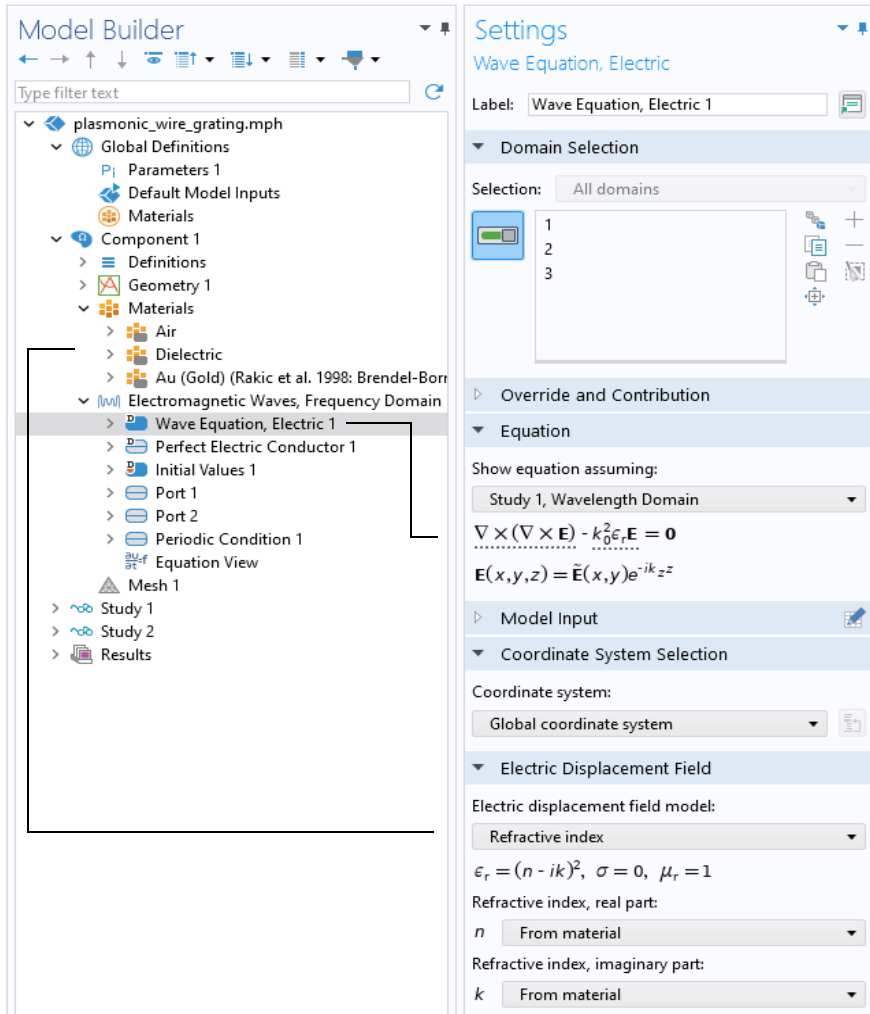 Model Builder
Type filter text
plasmonic_wire_grating.mph
Global Definitions
Pi Parameters 1
Default Model Inputs
Materials
Component 1
Definitions
Geometry 1
Materials
Air
Dielectric
Au (Gold) (Rakic et al. 1998: Brendel-Borr
Electromagnetic Waves, Frequency Domain
D Wave Equation, Electric 1
D Perfect Electric Conductor 1
D Initial Values 1
Port 1
Port 2
Periodic Condition 1
Equation View
Mesh 1
Study 1
Study 2
Results
Settings
Wave Equation, Electric
Label: Wave Equation, Electric 1
Domain Selection
Selection: All domains
1
2
3
Override and Contribution
Equation
Show equation assuming:
Study 1, Wavelength Domain
∇ × (∇ × E) - k₀²ϵᵣE = 0
E(x,y,z) = Ẽ(x,y)e^(-ik_z z)
Model Input
Coordinate System Selection
Coordinate system:
Global coordinate system
Electric Displacement Field
Electric displacement field model:
Refractive index
ϵᵣ = (n - ik)², σ = 0, μᵣ = 1
Refractive index, real part:
n From material
Refractive index, imaginary part:
k From material